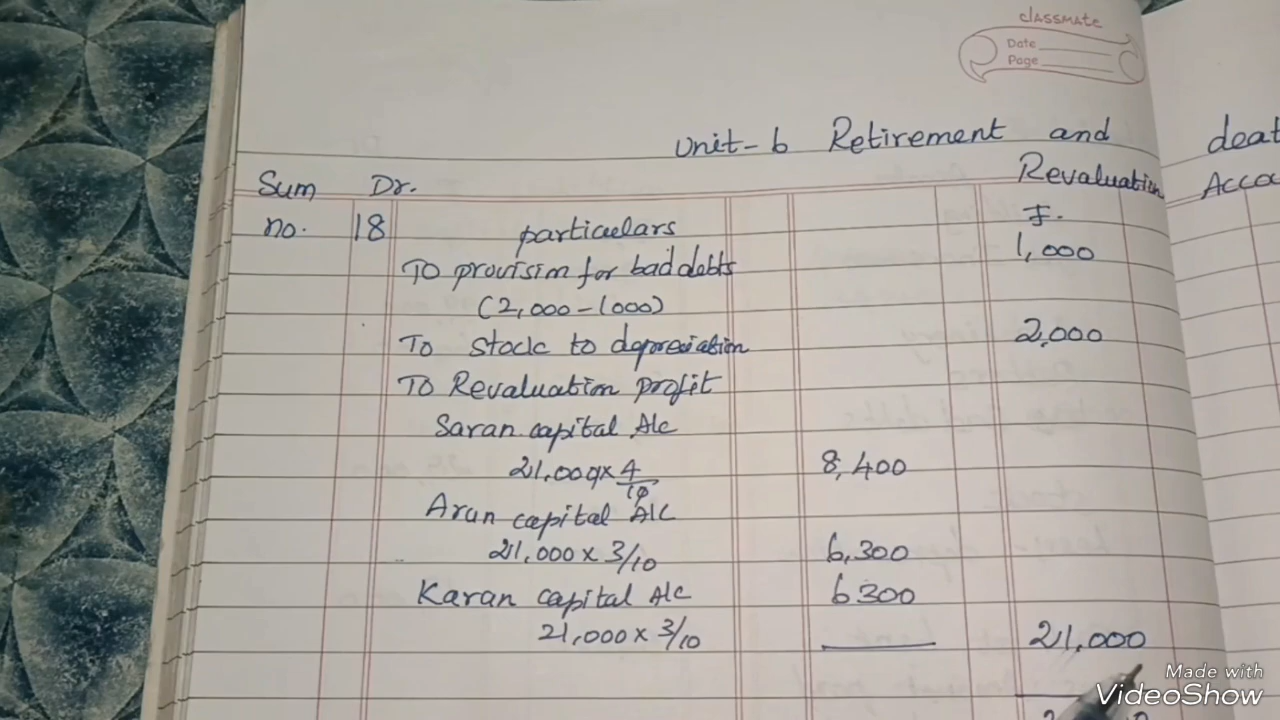 classmate
Date
Page
Unit-6 Retirement and deat
Revaluation Acco
Sum Dr.
no. 18 particulars ₹.
To provision for bad debts 1,000
(2,000-1000)
To stock to depreciation 2,000
To Revaluation profit
Saran capital A/c
21,000x 4/10 8,400
Arun capital A/C
21,000 x 3/10 6,300
Karan capital A/c 6300
21,000 x 3/10 21,000
Made with
VideoShow